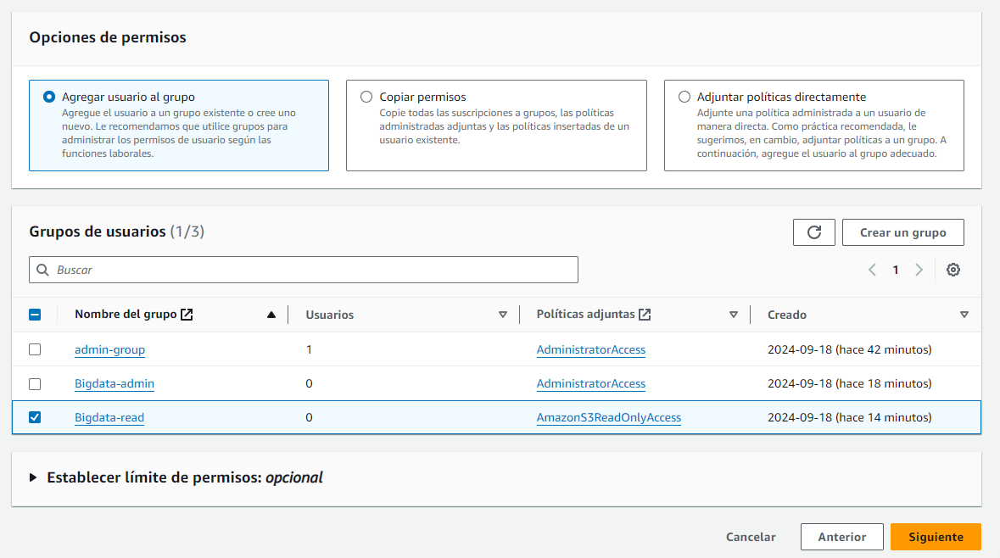 Opciones de permisos
Agregar usuario al grupo
Agregue el usuario a un grupo existente o cree uno
nuevo. Le recomendamos que utilice grupos para
administrar los permisos de usuario según las
funciones laborales.
Copiar permisos
Copie todas las suscripciones a grupos, las políticas
administradas adjuntas y las políticas insertadas de un
usuario existente.
Adjuntar políticas directamente
Adjunte una política administrada a un usuario de
manera directa. Como práctica recomendada, le
sugerimos, en cambio, adjuntar políticas a un grupo. A
continuación, agregue el usuario al grupo adecuado.
Grupos de usuarios (1/3)
Crear un grupo
Buscar
1
Nombre del grupo Usuarios Políticas adjuntas Creado
admin-group 1 AdministratorAccess 2024-09-18 (hace 42 minutos)
Bigdata-admin 0 AdministratorAccess 2024-09-18 (hace 18 minutos)
Bigdata-read 0 AmazonS3ReadOnlyAccess 2024-09-18 (hace 14 minutos)
Establecer límite de permisos: opcional
Cancelar Anterior Siguiente